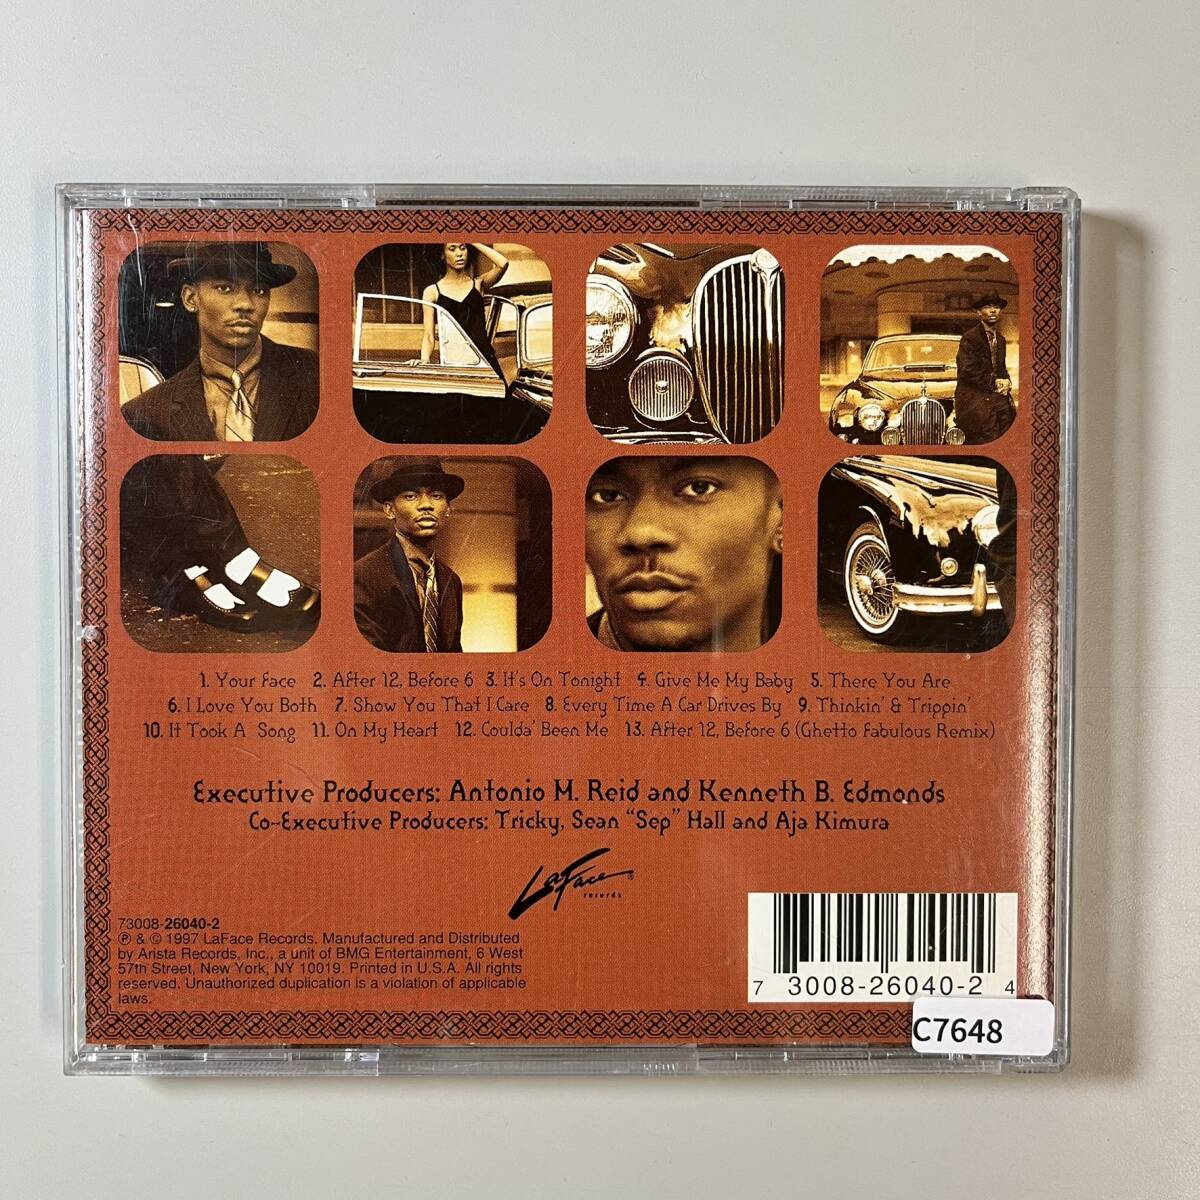 1. Your Face 2. After 12, Before 6 3. It's On Tonight 4. Give Me My Baby 5. There You Are
6. I Love You Both 7. Show You That I Care 8. Every Time A Car Drives By 9. Thinkin' & Trippin'
10. It Took A Song 11. On My Heart 12. Coulda' Been Me 13. After 12, Before 6 (Ghetto Fabulous Remix)
Executive Producers: Antonio M. Reid and Kenneth B. Edmonds
Co-Executive Producers: Tricky, Sean "Sep" Hall and Aja Kimura
LaFace®
records
73008-26040-2
℗ & © 1997 LaFace Records. Manufactured and Distributed
by Arista Records, Inc., a unit of BMG Entertainment, 6 West
57th Street, New York, NY 10019. Printed in U.S.A. All rights
reserved. Unauthorized duplication is a violation of applicable
laws.
7 73008-26040-2 4
C7648